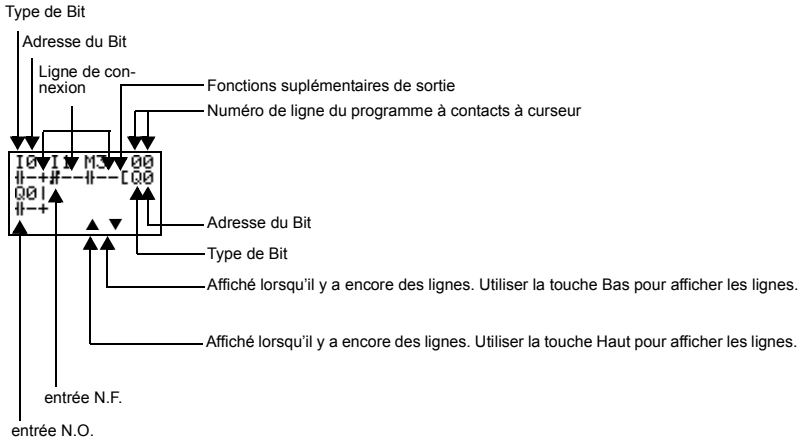 Type de Bit
Adresse du Bit
Ligne de con-
nexion
Fonctions suplémentaires de sortie
Numéro de ligne du programme à contacts à curseur
I0 I1 M3 00
[Q0
Q0
Adresse du Bit
Type de Bit
Affiché lorsqu'il y a encore des lignes. Utiliser la touche Bas pour afficher les lignes.
Affiché lorsqu'il y a encore des lignes. Utiliser la touche Haut pour afficher les lignes.
entrée N.F.
entrée N.O.